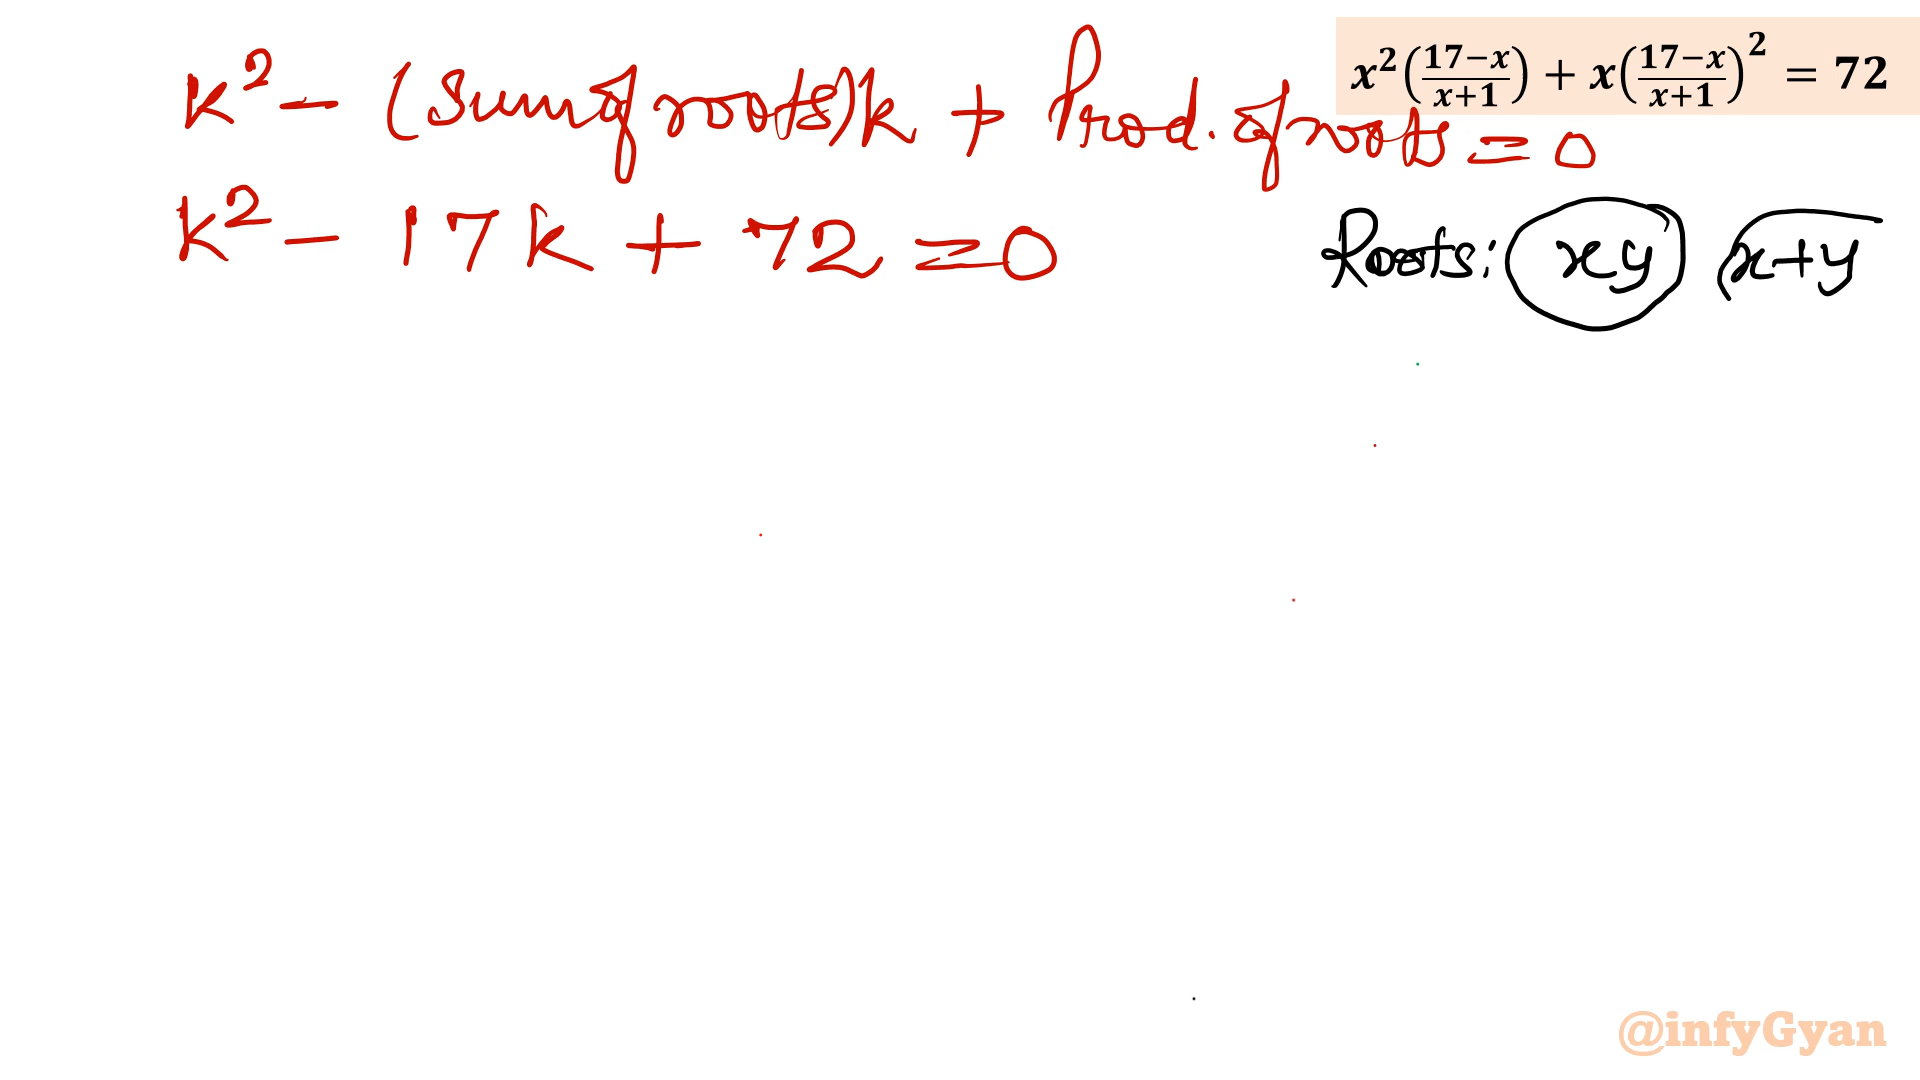 x²((17−x)/(x+1)) + x((17−x)/(x+1))² = 72
k² − (Sum of roots)k + Prod. of roots = 0
k² − 17k + 72 = 0
Roots: xy x+y
@infyGyan